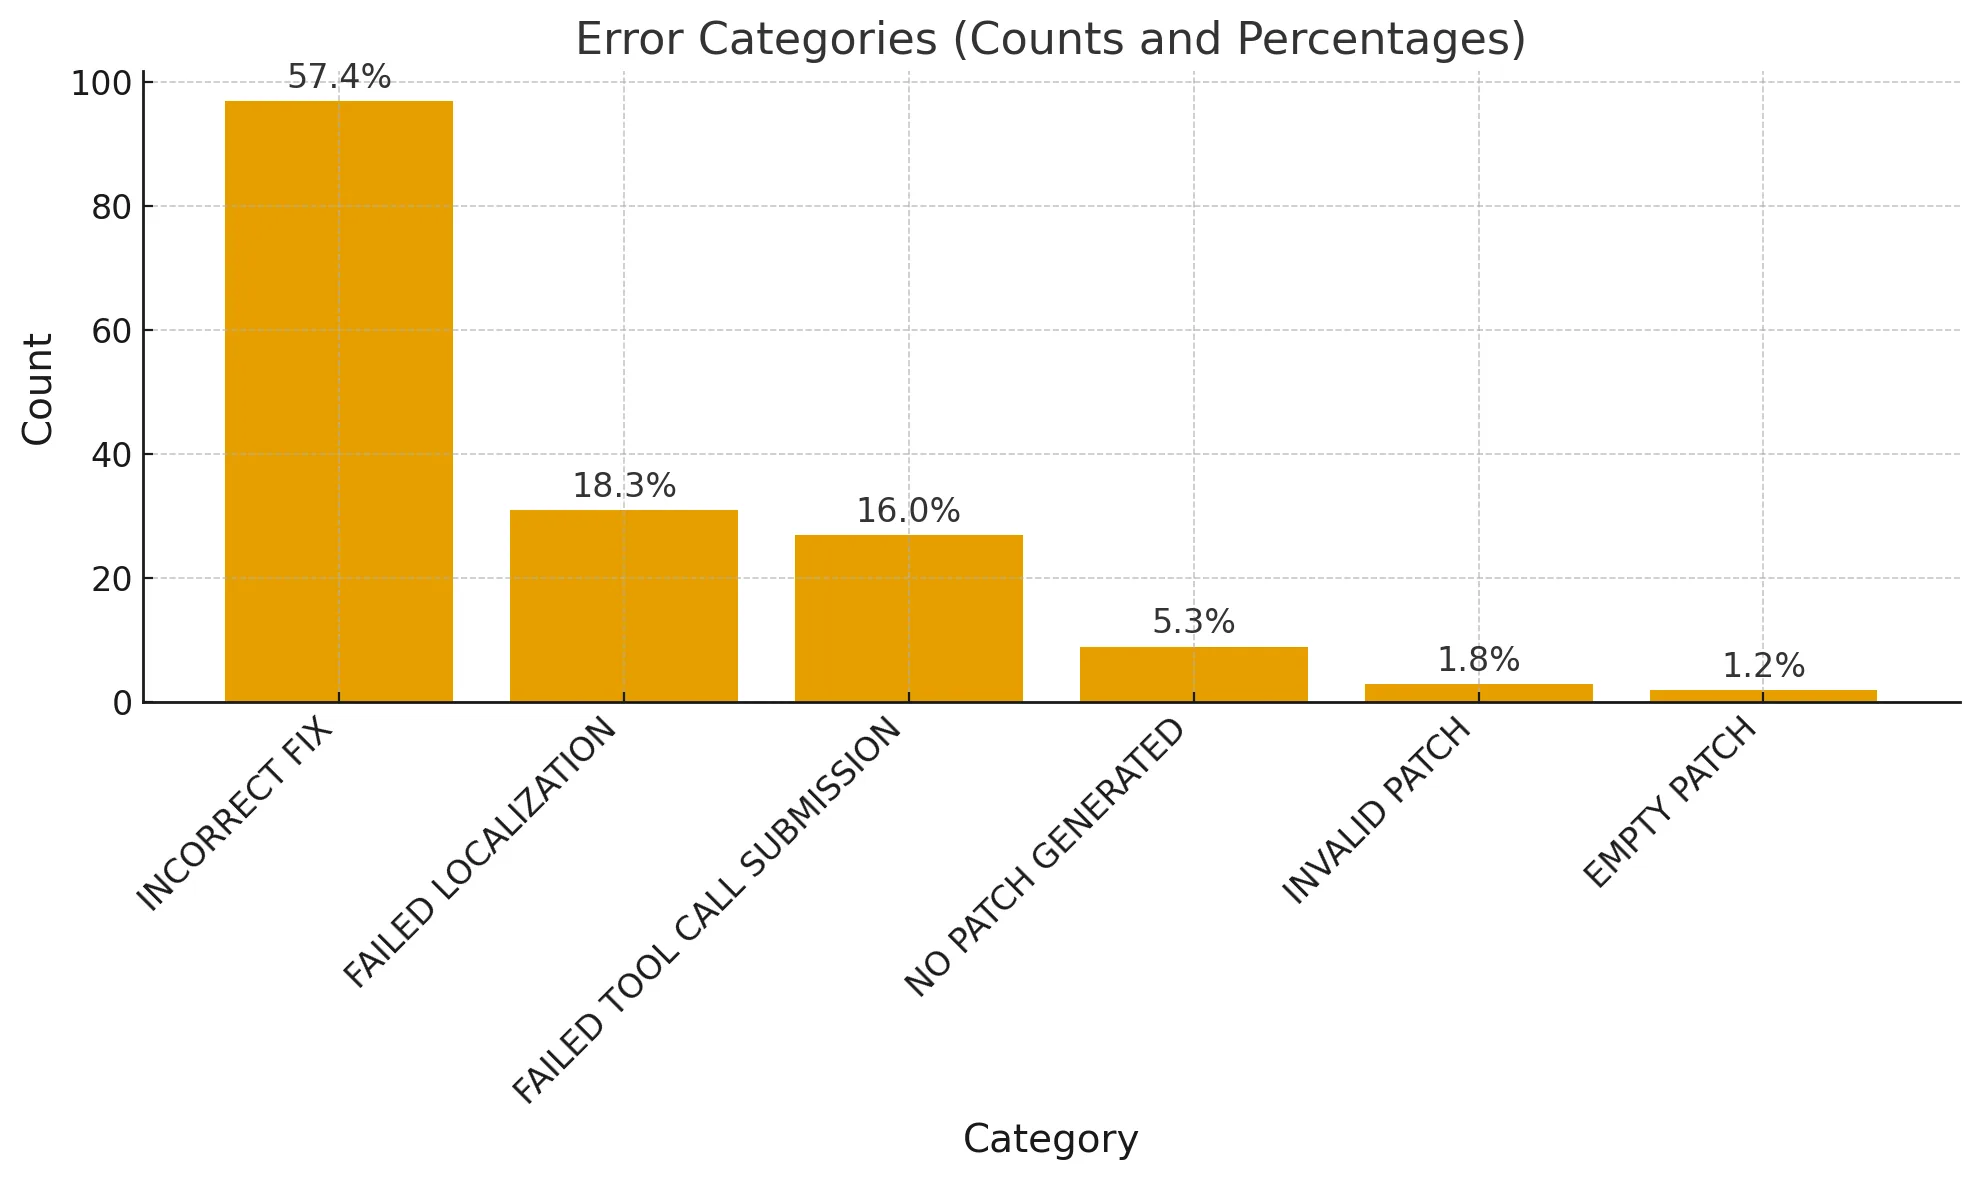 Error Categories (Counts and Percentages)
Count
100
80
60
40
20
0
57.4%
18.3%
16.0%
5.3%
1.8%
1.2%
INCORRECT FIX
FAILED LOCALIZATION
FAILED TOOL CALL SUBMISSION
NO PATCH GENERATED
INVALID PATCH
EMPTY PATCH
Category